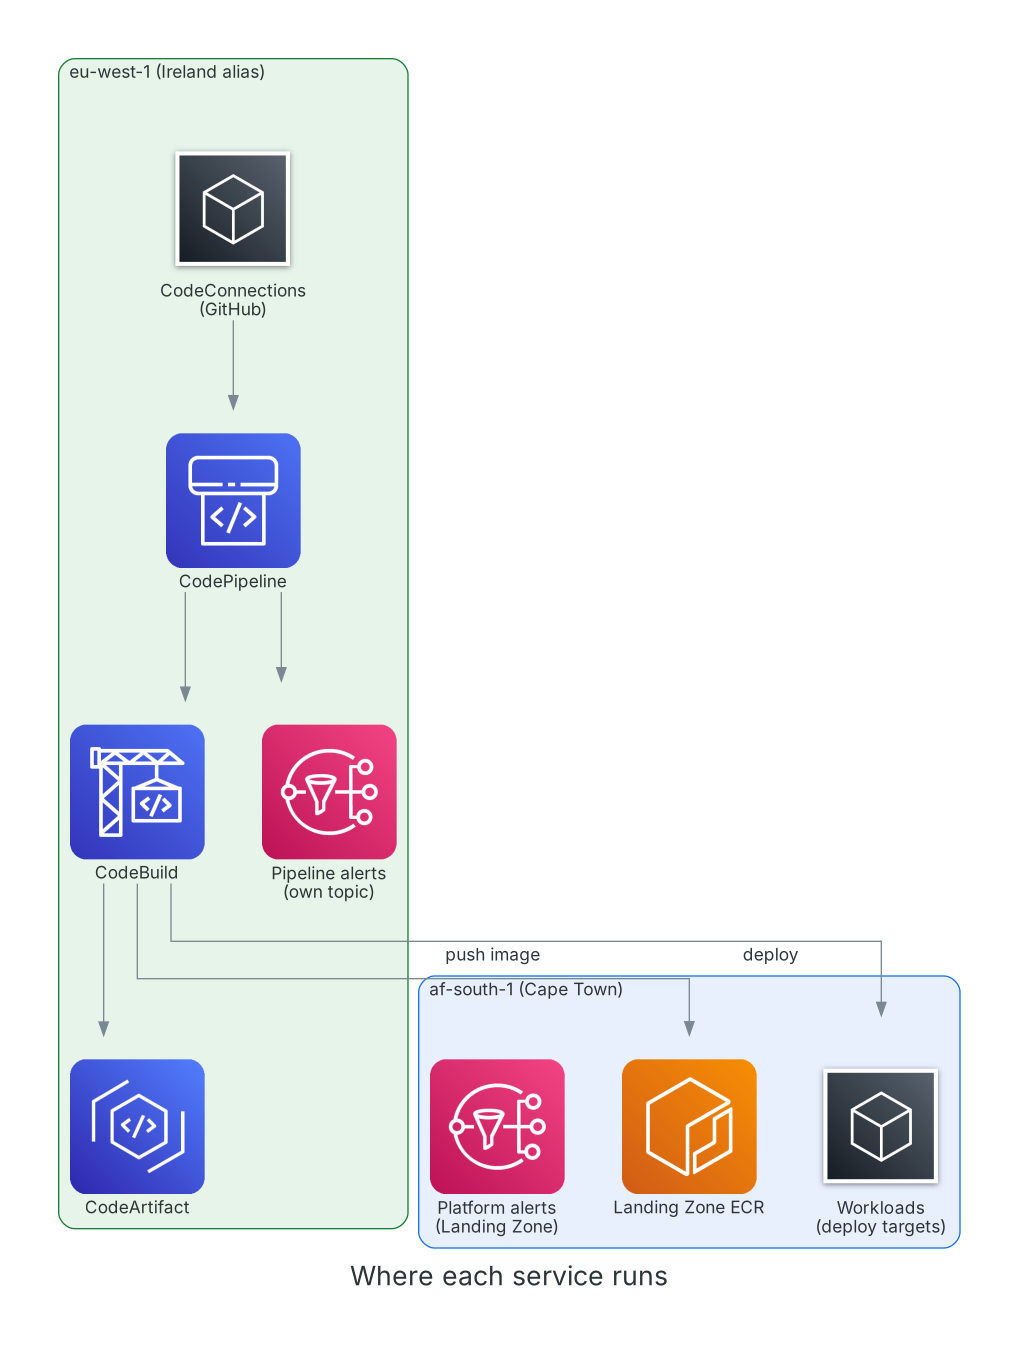 eu-west-1 (Ireland alias)
CodeConnections
(GitHub)
CodePipeline
CodeBuild
Pipeline alerts
(own topic)
push image
deploy
af-south-1 (Cape Town)
CodeArtifact
Platform alerts
(Landing Zone)
Landing Zone ECR
Workloads
(deploy targets)
Where each service runs